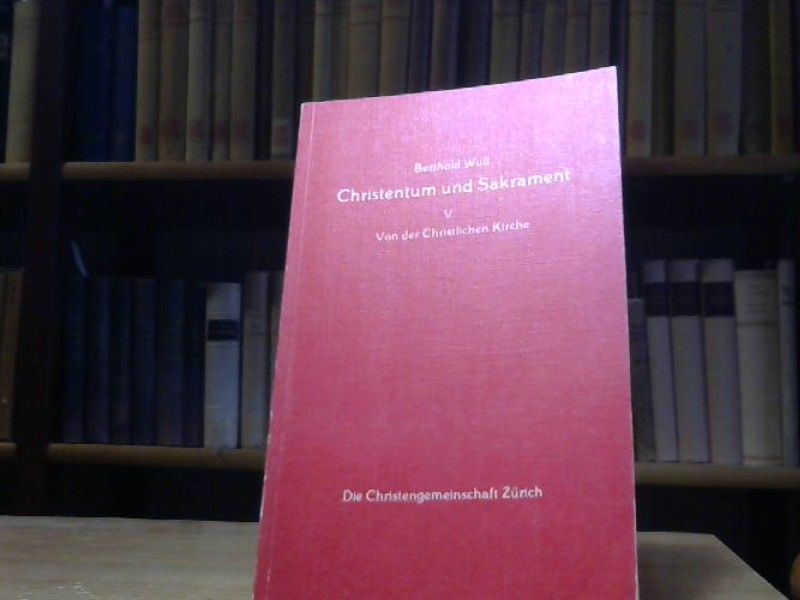 Berthold Wulf
Christentum und Sakrament
V
Von der Christlichen Kirche
Die Christengemeinschaft Zürich